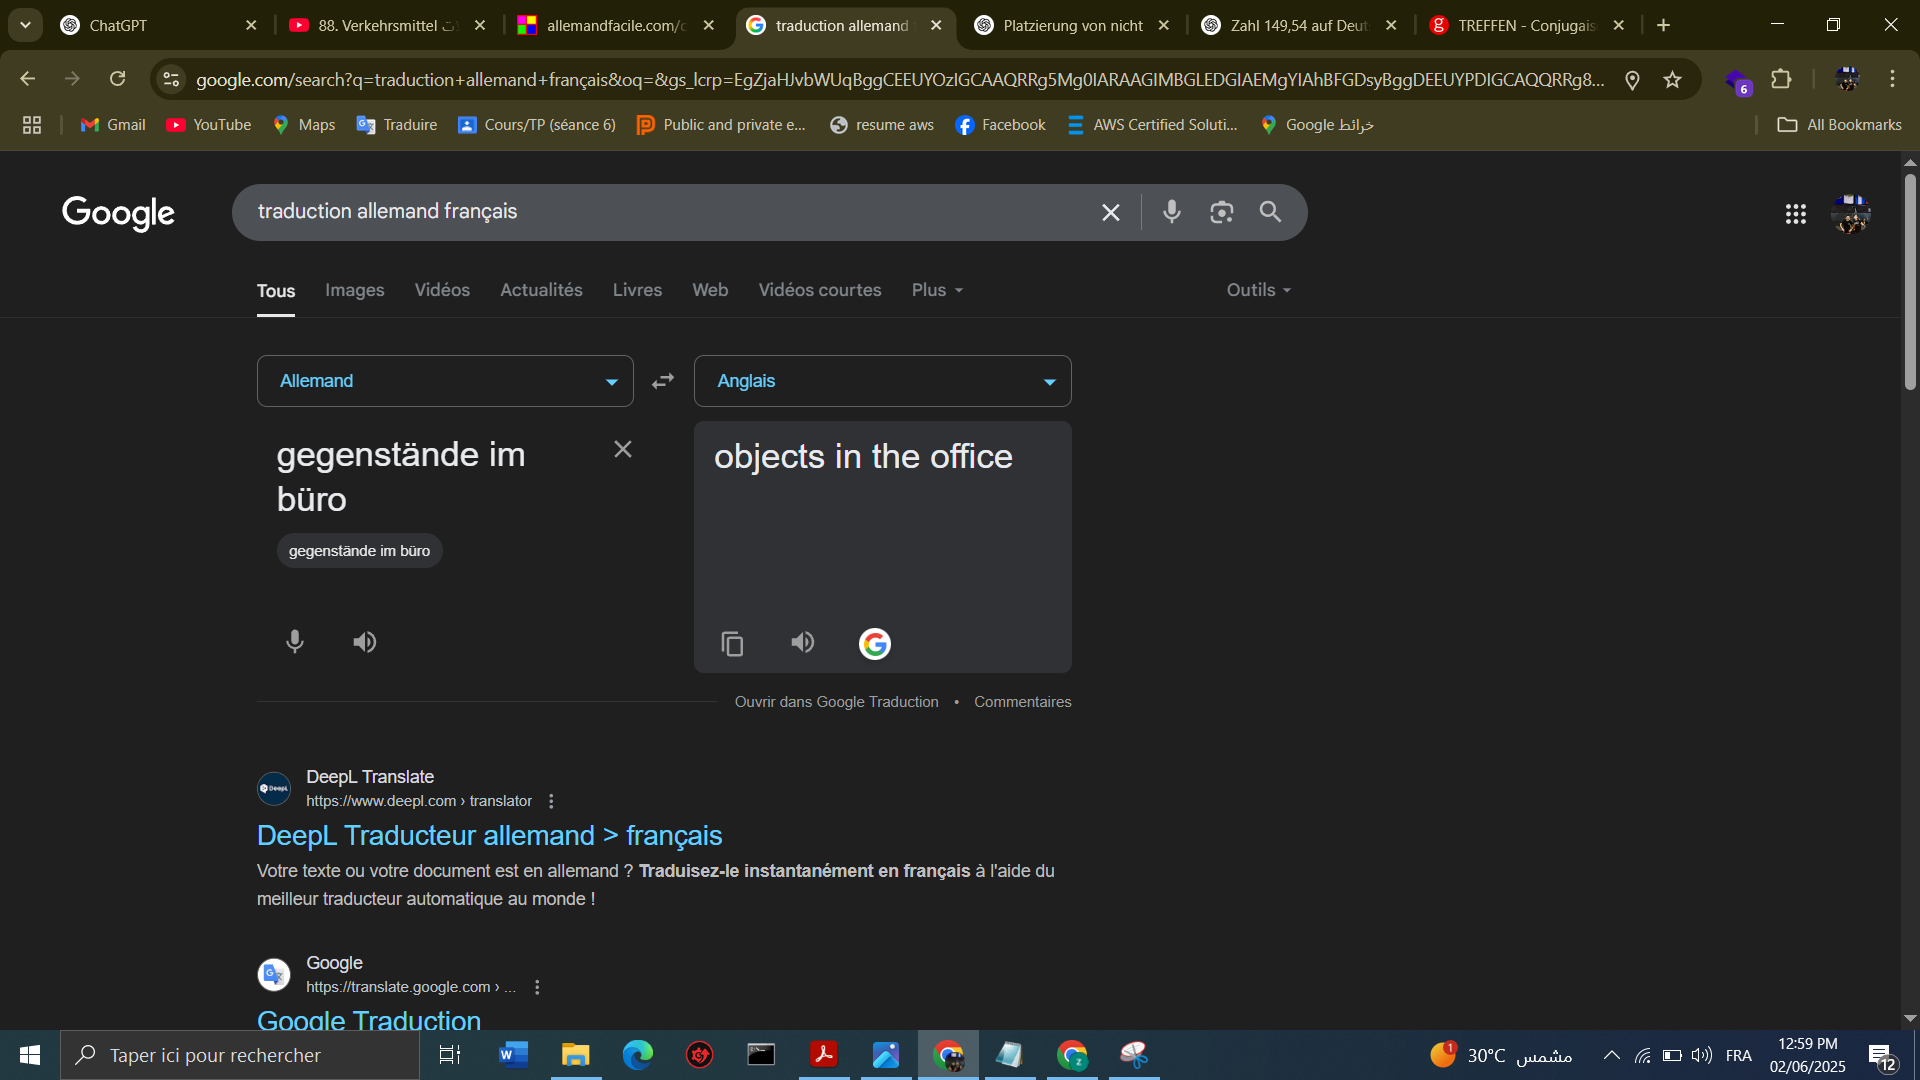 ChatGPT
88. Verkehrsmittel
allemandfacile.com/c
traduction allemand f
Platzierung von nicht
Zahl 149,54 auf Deut
TREFFEN - Conjugais
google.com/search?q=traduction+allemand+français&oq=&gs_lcrp=EgZjaHJvbWUqBggCEEUYOzIGCAAQRRg5Mg0IARAAGIMBGLEDGIAEMgYIAhBFGDsyBggDEEUYPDIGCAQQRRg8...
6
Gmail
YouTube
Maps
Traduire
Cours/TP (séance 6)
Public and private e...
resume aws
Facebook
AWS Certified Soluti...
خرائط Google
All Bookmarks
Google
traduction allemand français
Tous
Images
Vidéos
Actualités
Livres
Web
Vidéos courtes
Plus
Outils
Allemand
Anglais
gegenstände im
büro
objects in the office
gegenstände im büro
Ouvrir dans Google Traduction • Commentaires
DeepL
DeepL Translate
https://www.deepl.com › translator
DeepL Traducteur allemand > français
Votre texte ou votre document est en allemand ? Traduisez-le instantanément en français à l'aide du
meilleur traducteur automatique au monde !
Google
https://translate.google.com › ...
Google Traduction
Taper ici pour rechercher
1
30°C مشمس
FRA
12:59 PM
02/06/2025
12